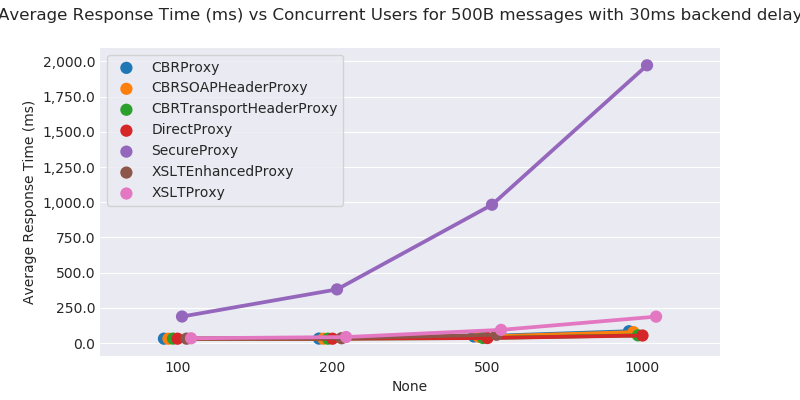 Average Response Time (ms) vs Concurrent Users for 500B messages with 30ms backend delay
2,000.0
1,750.0
1,500.0
1,250.0
1,000.0
750.0
500.0
250.0
0.0
Average Response Time (ms)
CBRProxy
CBRSOAPHeaderProxy
CBRTransportHeaderProxy
DirectProxy
SecureProxy
XSLTEnhancedProxy
XSLTProxy
100 200 500 1000
None